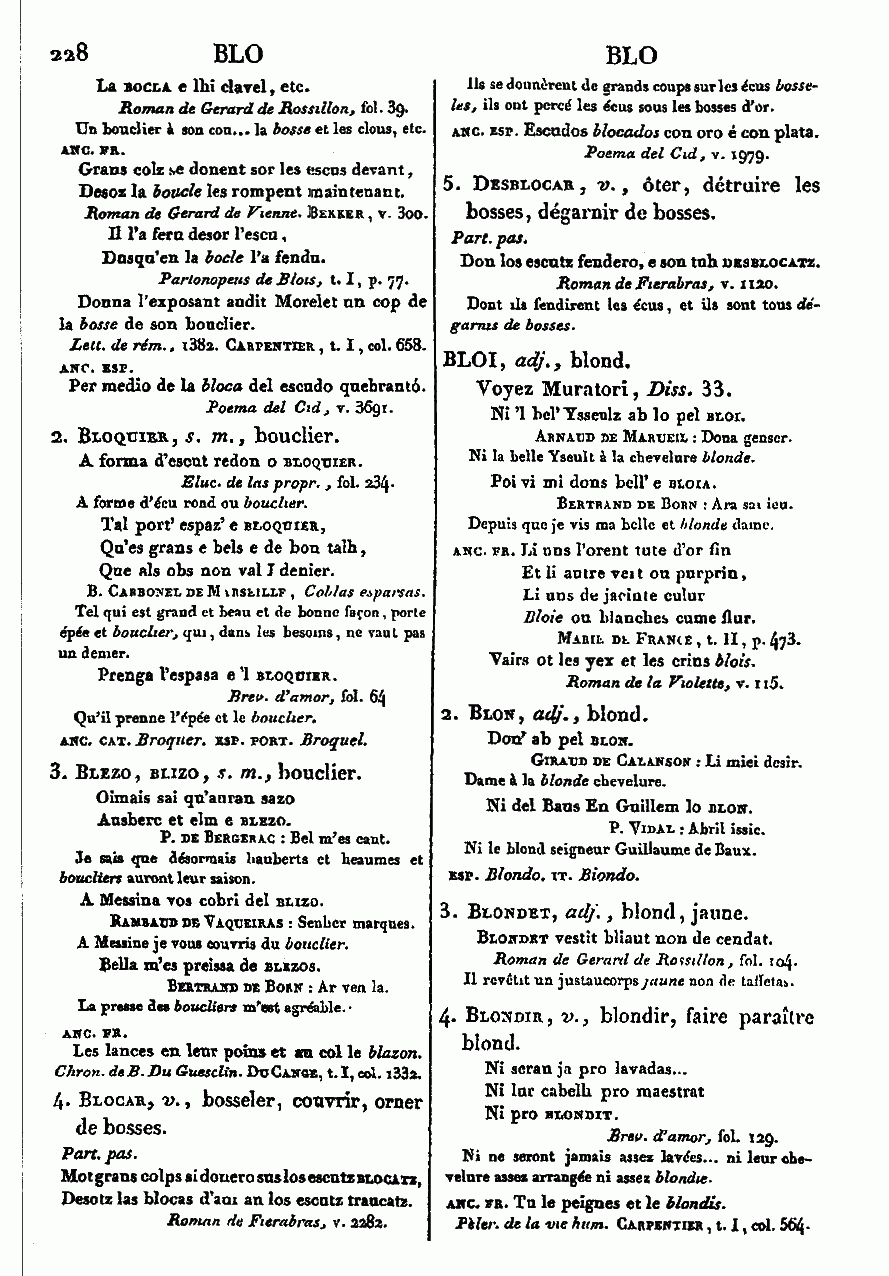 228 BLO BLO
La BOCLA e lhi clavel, etc.
Roman de Gerard de Rossillon, fol. 39.
Un bouclier à son con... la bosse et les clous, etc.
ANC. FR.
Grans colz se donent sor les escus devant,
Desoz la boucle les rompent maintenant.
Roman de Gerard de Vienne. BEKKER, v. 300.
Il l'a feru desor l'escu,
Dusqu'en la bocle l'a fendu.
Partonopeus de Blois, t. I, p. 77.
Donna l'exposant audit Morelet un cop de
la bosse de son bouclier.
Lett. de rém., 1382. CARPENTIER, t. I, col. 658.
ANC. ESP.
Per medio de la bloca del escudo quebrantó.
Poema del Cid, v. 3691.
2. BLOQUIER, s. m., bouclier.
A forma d'escut redon o BLOQUIER.
Eluc. de las propr., fol. 234.
A forme d'écu rond ou bouclier.
Tal port' espaz' e BLOQUIER,
Qu'es grans e bels e de bon talh,
Que als obs non val I denier.
B. CARBONEL DE MARSEILLE, Coblas esparsas.
Tel qui est grand et beau et de bonne façon, porte
épée et bouclier, qui, dans les besoins, ne vaut pas
un denier.
Prenga l'espasa e 'l BLOQUIER.
Brev. d'amor, fol. 64
Qu'il prenne l'épée et le bouclier.
ANC. CAT. Broquer. ESP. PORT. Broquel.
3. BLEZO, BLIZO, s. m., bouclier.
Oimais sai qu'auran sazo
Ausberc et elm e BLEZO.
P. DE BERGERAC : Bel m'es cant.
Je sais que désormais hauberts et heaumes et
boucliers auront leur saison.
A Messina vos cobri del BLIZO.
RAMBAUD DE VAQUEIRAS : Senher marques.
A Messine je vous couvris du bouclier.
Bella m'es preissa de BLEZOS.
BERTRAND DE BORN : Ar ven la.
La presse des boucliers m'est agréable.
ANC. FR.
Les lances en leur poins et au col le blazon.
Chron. de B. Du Guesclin. DU CANGE, t. I, col. 1332.
4. BLOCAR, v., bosseler, couvrir, orner
de bosses.
Part. pas.
Mot grans colps si donero sus los escutz BLOCATZ,
Desotz las blocas d'aur an los escutz traucatz.
Roman de Fierabras, v. 2282.
Ils se donnèrent de grands coups sur les écus bosse-
lés, ils ont percé les écus sous les bosses d'or.
ANC. ESP. Escudos blocados con oro é con plata.
Poema del Cid, v. 1979.
5. DESBLOCAR, v., ôter, détruire les
bosses, dégarnir de bosses.
Part. pas.
Don los escutz fendero, e son tuh DESBLOCATZ.
Roman de Fierabras, v. 1120.
Dont ils fendirent les écus, et ils sont tous dé-
garnis de bosses.
BLOI, adj., blond.
Voyez Muratori, Diss. 33.
Ni 'l bel' Ysseulz ab lo pel BLOI.
ARNAUD DE MARUEIL : Dona genser.
Ni la belle Yseult à la chevelure blonde.
Poi vi mi dons bell' e BLOIA.
BERTRAND DE BORN : Ara sai ieu.
Depuis que je vis ma belle et blonde dame.
ANC. FR. Li uns l'orent tute d'or fin
Et li autre veit ou purprin,
Li uns de jacinte culur
Bloie ou blanches cume flur.
MARIE DE FRANCE, t. II, p. 473.
Vairs ot les yex et les crins blois.
Roman de la Violette, v. 115.
2. BLON, adj., blond.
Don' ab pel BLON.
GIRAUD DE CALANSON : Li miei desir.
Dame à la blonde chevelure.
Ni del Baus En Guillem lo BLON.
P. VIDAL : Abril issic.
Ni le blond seigneur Guillaume de Baux.
ESP. Blondo. IT. Biondo.
3. BLONDET, adj., blond, jaune.
BLONDET vestit bliaut non de cendat.
Roman de Gerard de Rossillon, fol. 104.
Il revêtit un justaucorps jaune non de taffetas.
4. BLONDIR, v., blondir, faire paraître
blond.
Ni seran ja pro lavadas...
Ni lur cabelh pro maestrat
Ni pro BLONDIT.
Brev. d'amor, fol. 129.
Ni ne seront jamais assez lavées... ni leur che-
velure assez arrangée ni assez blondie.
ANC. FR. Tu le peignes et le blondis.
Pèler. de la vie hum. CARPENTIER, t. I, col. 564.